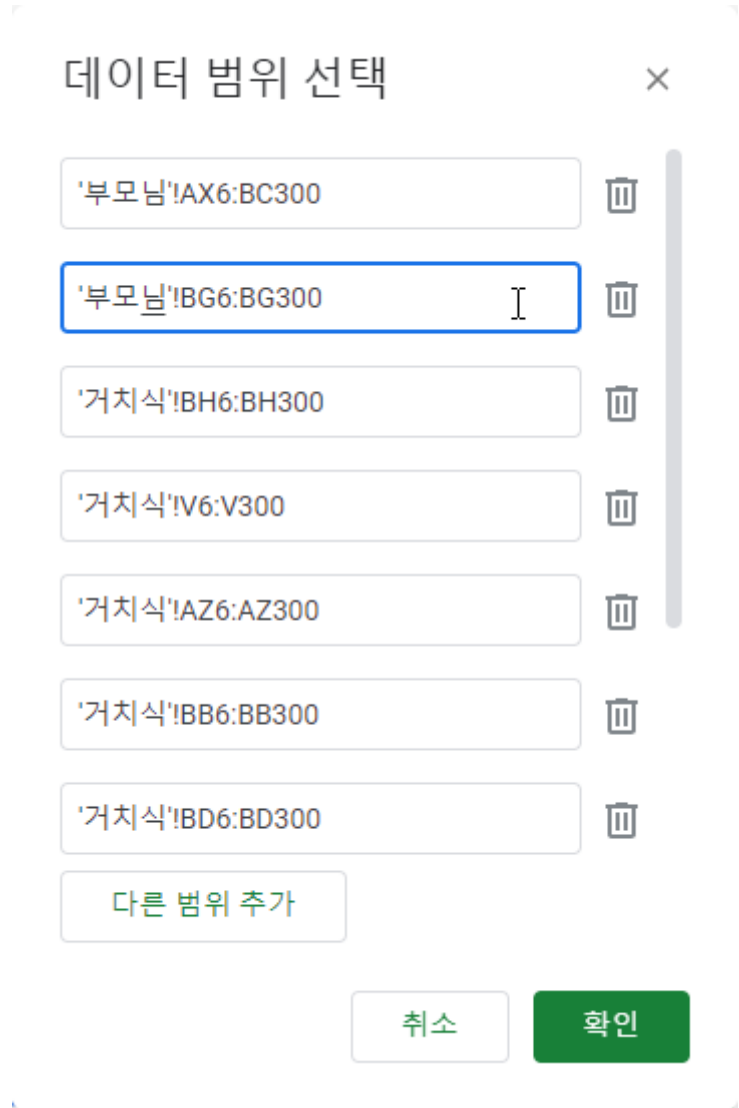 데이터 범위 선택
'부모님'!AX6:BC300
'부모님'!BG6:BG300
'거치식'!BH6:BH300
'거치식'!V6:V300
'거치식'!AZ6:AZ300
'거치식'!BB6:BB300
'거치식'!BD6:BD300
다른 범위 추가
취소
확인